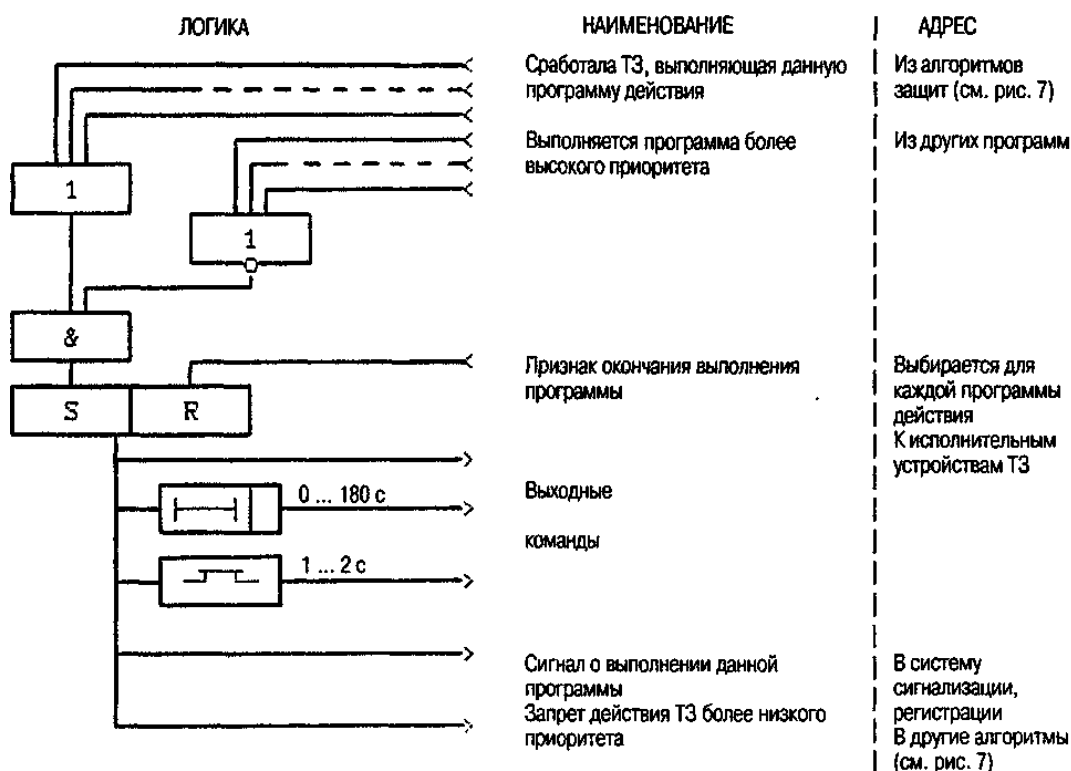 ЛОГИКА
НАИМЕНОВАНИЕ
АДРЕС
Сработала ТЗ, выполняющая данную
программу действия
Из алгоритмов
защит (см. рис. 7)
Выполняется программа более
высокого приоритета
Из других программ
1
1
&
Признак окончания выполнения
программы
Выбирается для
каждой программы
действия
S
R
К исполнительным
устройствам ТЗ
0 ... 180 с
Выходные
команды
1 ... 2 с
Сигнал о выполнении данной
программы
В систему
сигнализации,
регистрации
Запрет действия ТЗ более низкого
приоритета
В другие алгоритмы
(см. рис. 7)